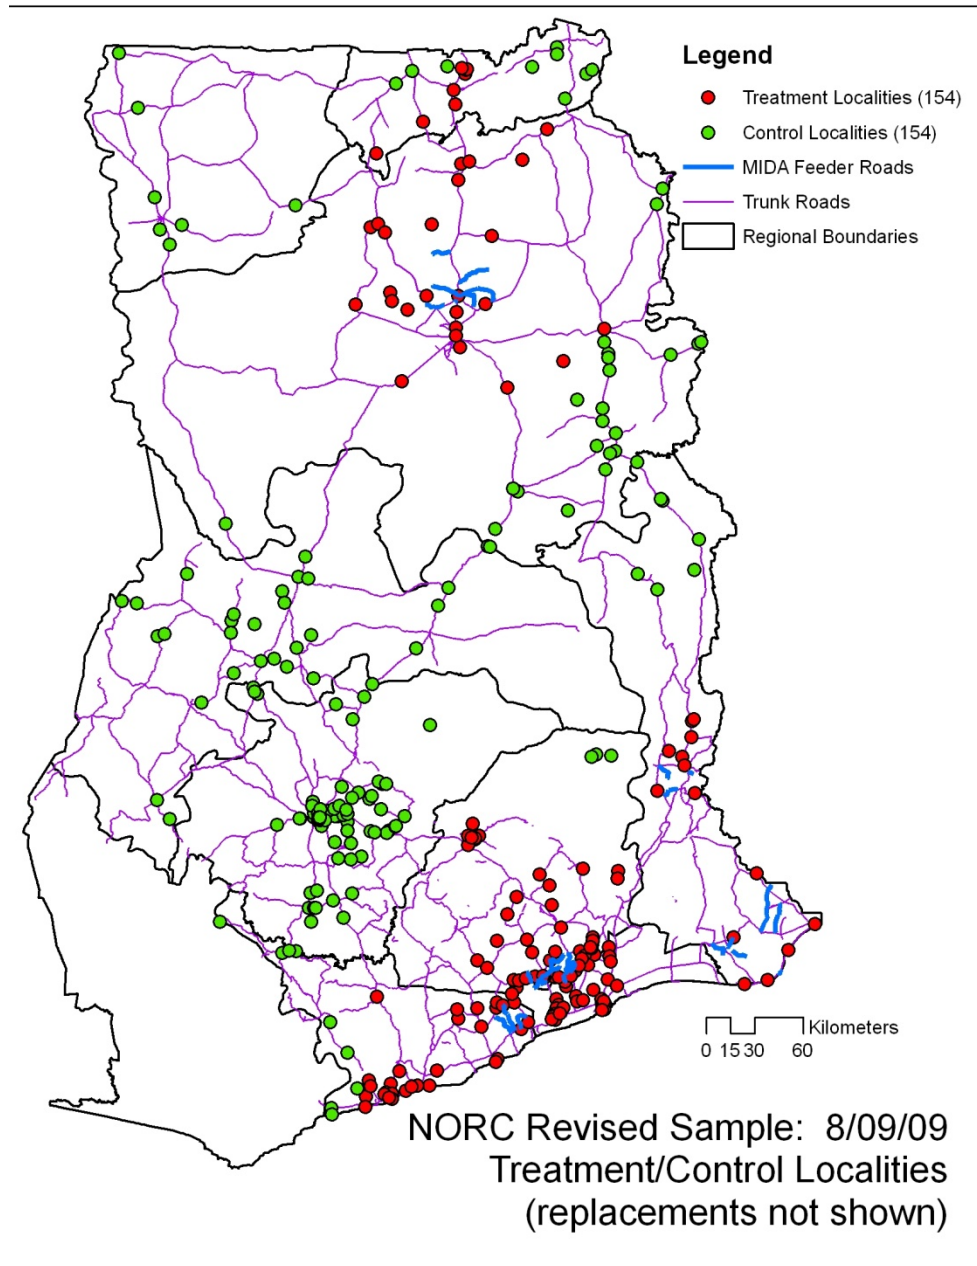 Legend
Treatment Localities (154)
Control Localities (154)
MIDA Feeder Roads
Trunk Roads
Regional Boundaries
Kilometers
0 15 30 60
NORC Revised Sample: 8/09/09
Treatment/Control Localities
(replacements not shown)